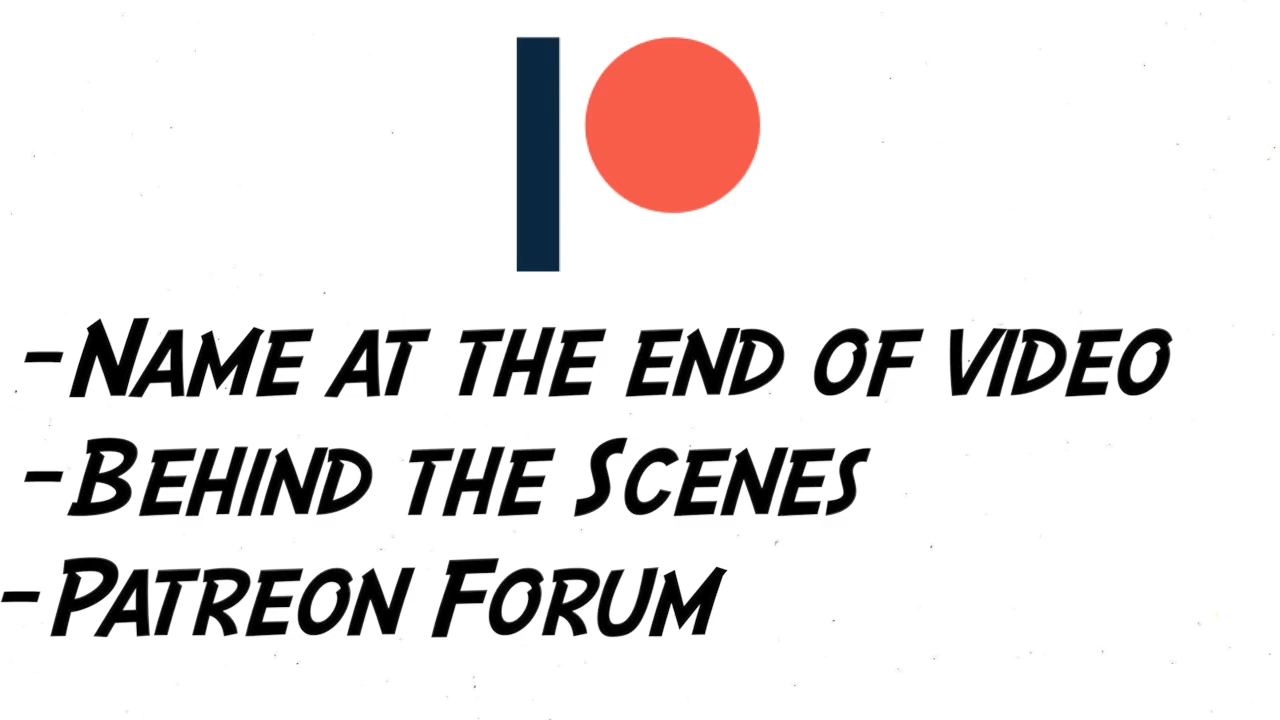 -Name at the end of video
-Behind the Scenes
-Patreon Forum